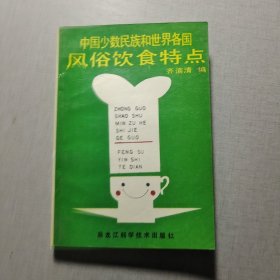 中国少数民族和世界各国
风俗饮食特点
齐滨清 编
ZHONG GUO
SHAO SHU
MIN ZU HE
SHI JIE
GE GUO
FENG SU
YIN SHI
TE DIAN
黑龙江科学技术出版社